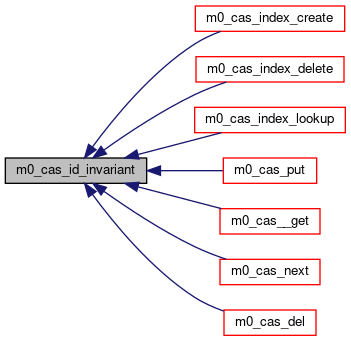 m0_cas_index_create
m0_cas_index_delete
m0_cas_index_lookup
m0_cas_id_invariant
m0_cas_put
m0_cas__get
m0_cas_next
m0_cas_del